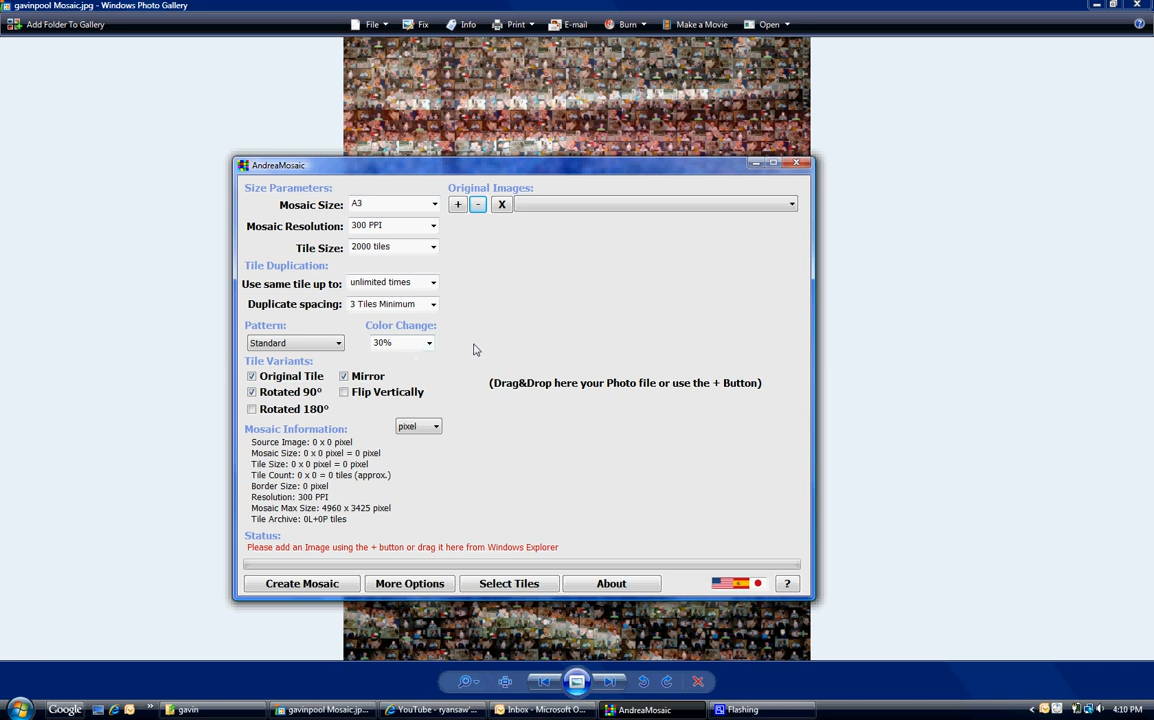 gavinpool Mosaic.jpg - Windows Photo Gallery
Add Folder To Gallery File Fix Info Print E-mail Burn Make a Movie Open ?
AndreaMosaic
Size Parameters: Original Images:
Mosaic Size: A3 + - X
Mosaic Resolution: 300 PPI
Tile Size: 2000 tiles
Tile Duplication:
Use same tile up to: unlimited times
Duplicate spacing: 3 Tiles Minimum
Pattern: Color Change:
Standard 30%
Tile Variants:
Original Tile Mirror
(Drag&Drop here your Photo file or use the + Button)
Rotated 90° Flip Vertically
Rotated 180°
Mosaic Information: pixel
Source Image: 0 x 0 pixel
Mosaic Size: 0 x 0 pixel = 0 pixel
Tile Size: 0 x 0 pixel = 0 pixel
Tile Count: 0 x 0 = 0 tiles (approx.)
Border Size: 0 pixel
Resolution: 300 PPI
Mosaic Max Size: 4960 x 3425 pixel
Tile Archive: 0L+0P tiles
Status:
Please add an Image using the + button or drag it here from Windows Explorer
Create Mosaic More Options Select Tiles About ?
Google » gavin gavinpool Mosaic.jp... YouTube - ryansaw'... Inbox - Microsoft O... AndreaMosaic Flashing 4:10 PM